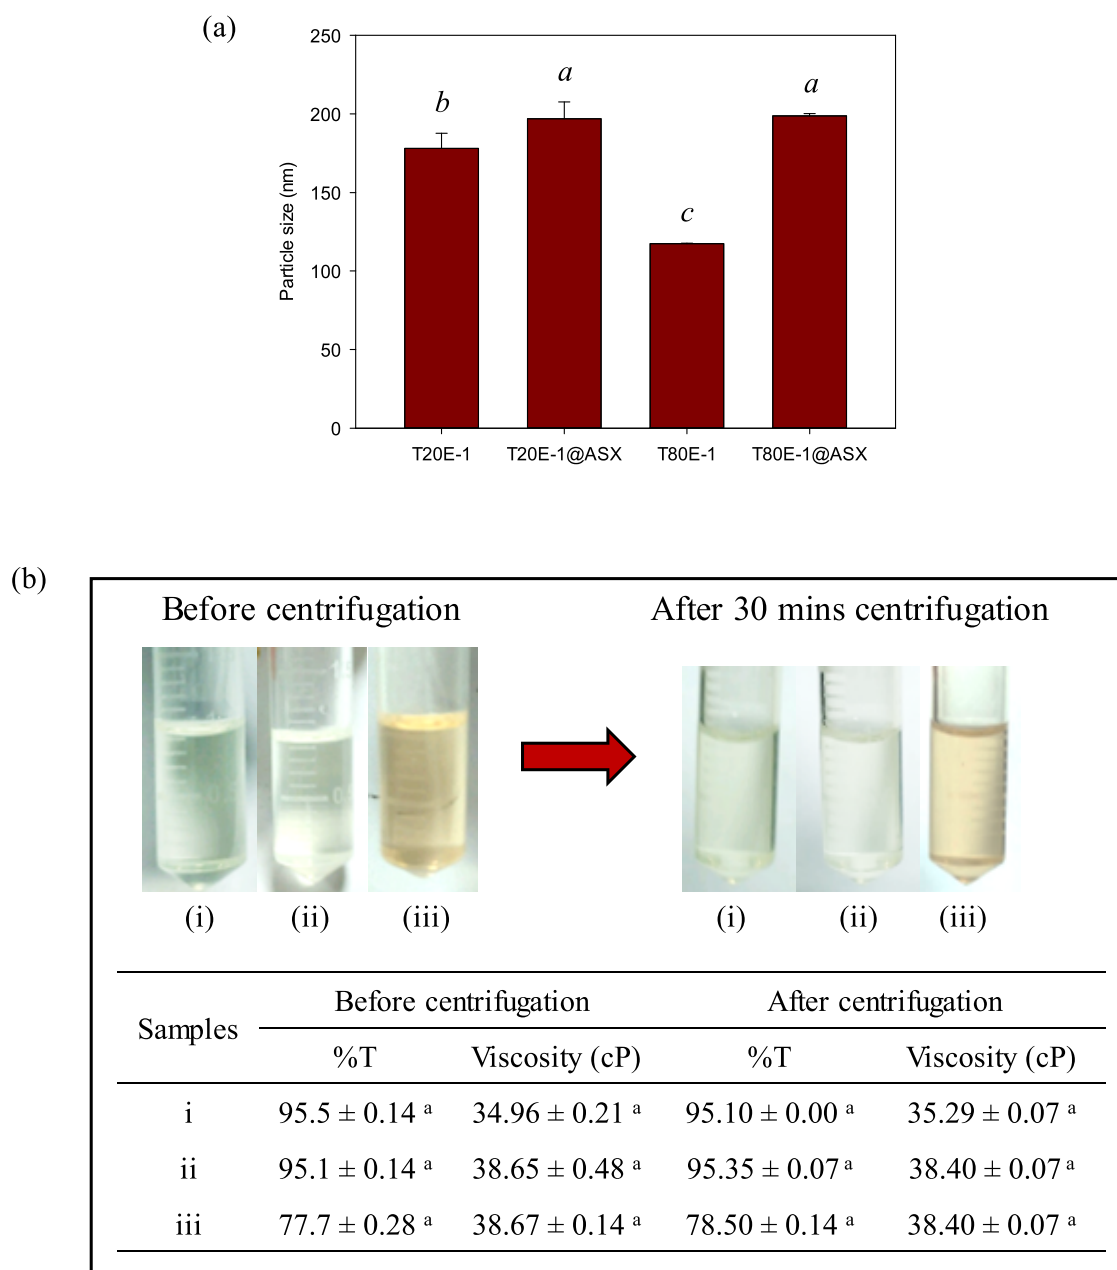 (a)
250
200
150
100
50
0
Particle size (nm)
b
a
c
a
T20E-1 T20E-1@ASX T80E-1 T80E-1@ASX
(b)
Before centrifugation After 30 mins centrifugation
(i) (ii) (iii) (i) (ii) (iii)
Samples Before centrifugation After centrifugation
%T Viscosity (cP) %T Viscosity (cP)
i 95.5 ± 0.14 ᵃ 34.96 ± 0.21 ᵃ 95.10 ± 0.00 ᵃ 35.29 ± 0.07 ᵃ
ii 95.1 ± 0.14 ᵃ 38.65 ± 0.48 ᵃ 95.35 ± 0.07 ᵃ 38.40 ± 0.07 ᵃ
iii 77.7 ± 0.28 ᵃ 38.67 ± 0.14 ᵃ 78.50 ± 0.14 ᵃ 38.40 ± 0.07 ᵃ